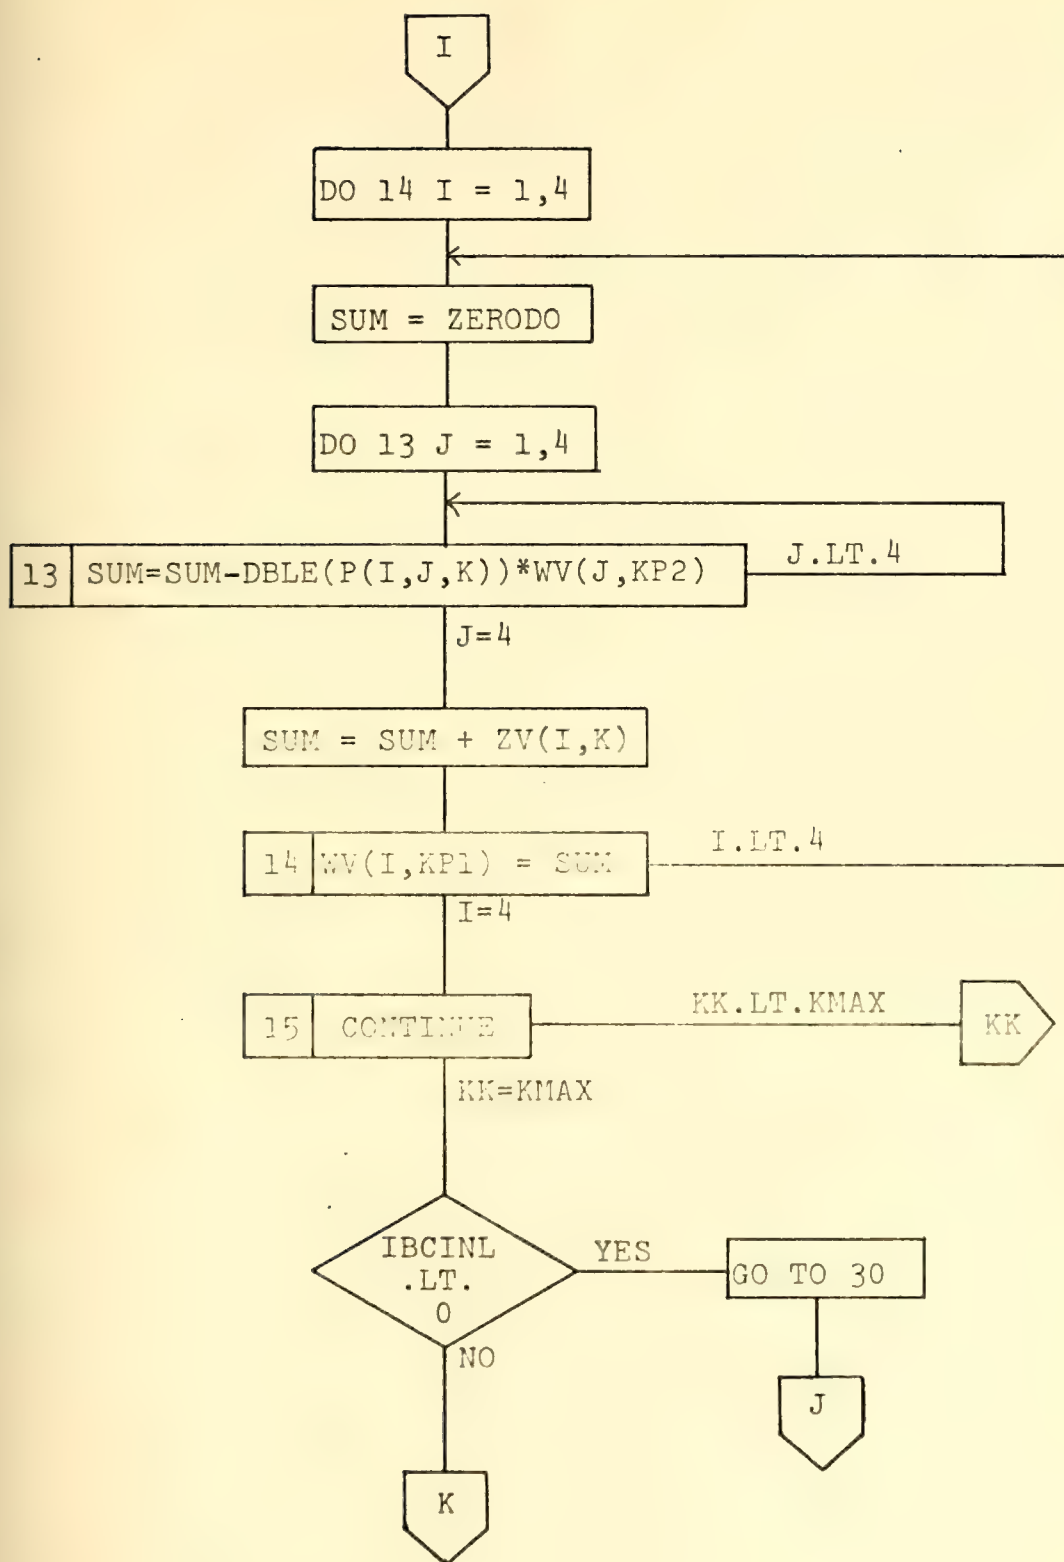 I
DO 14 I = 1,4
SUM = ZERODO
DO 13 J = 1,4
13 SUM=SUM-DBLE(P(I,J,K))*WV(J,KP2)
J.LT.4
J=4
SUM = SUM + ZV(I,K)
14 WV(I,KP1) = SUM
I.LT.4
I=4
15 CONTINUE
KK.LT.KMAX
KK
KK=KMAX
IBCINL
.LT.
0
YES
GO TO 30
NO
J
K